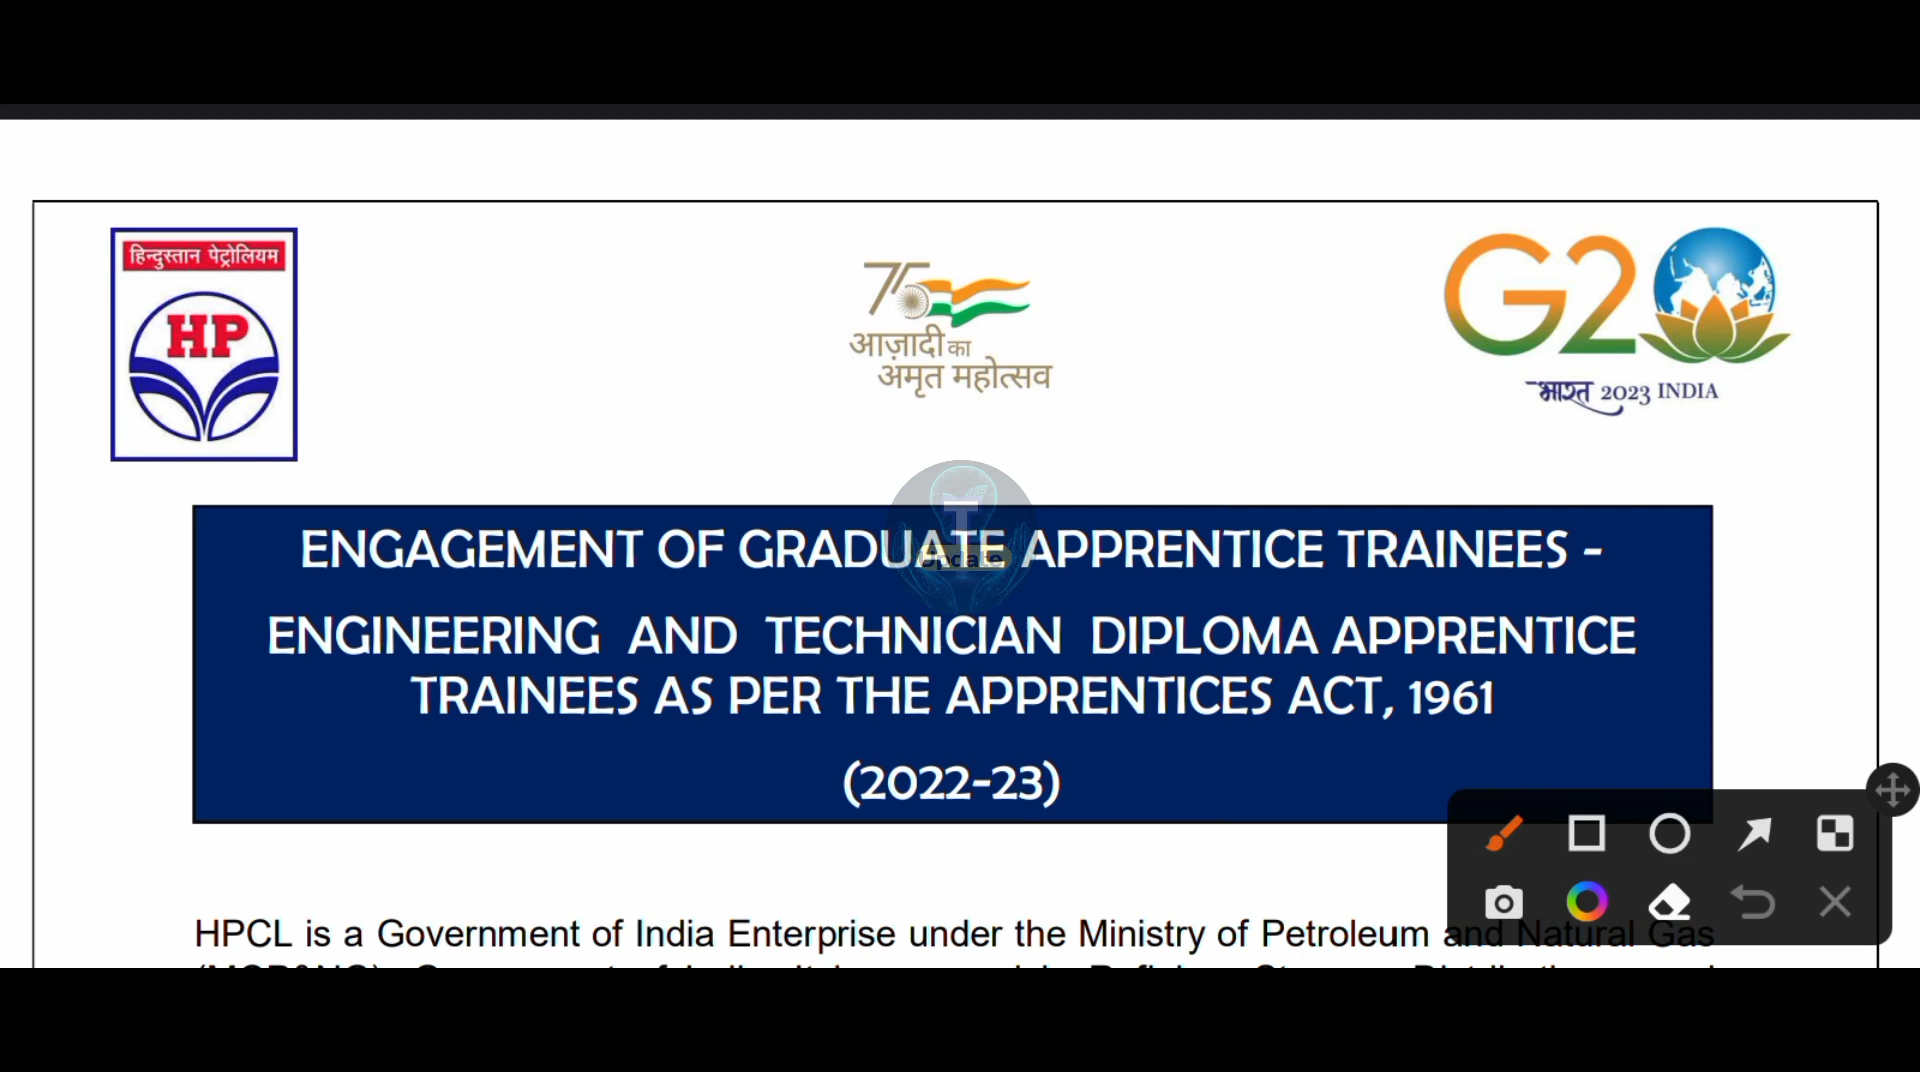 हिन्दुस्तान पेट्रोलियम
HP
75
आज़ादी का
अमृत महोत्सव
G20
भारत 2023 INDIA
T
Update
ENGAGEMENT OF GRADUATE APPRENTICE TRAINEES -
ENGINEERING AND TECHNICIAN DIPLOMA APPRENTICE
TRAINEES AS PER THE APPRENTICES ACT, 1961
(2022-23)
HPCL is a Government of India Enterprise under the Ministry of Petroleum and Natural Gas